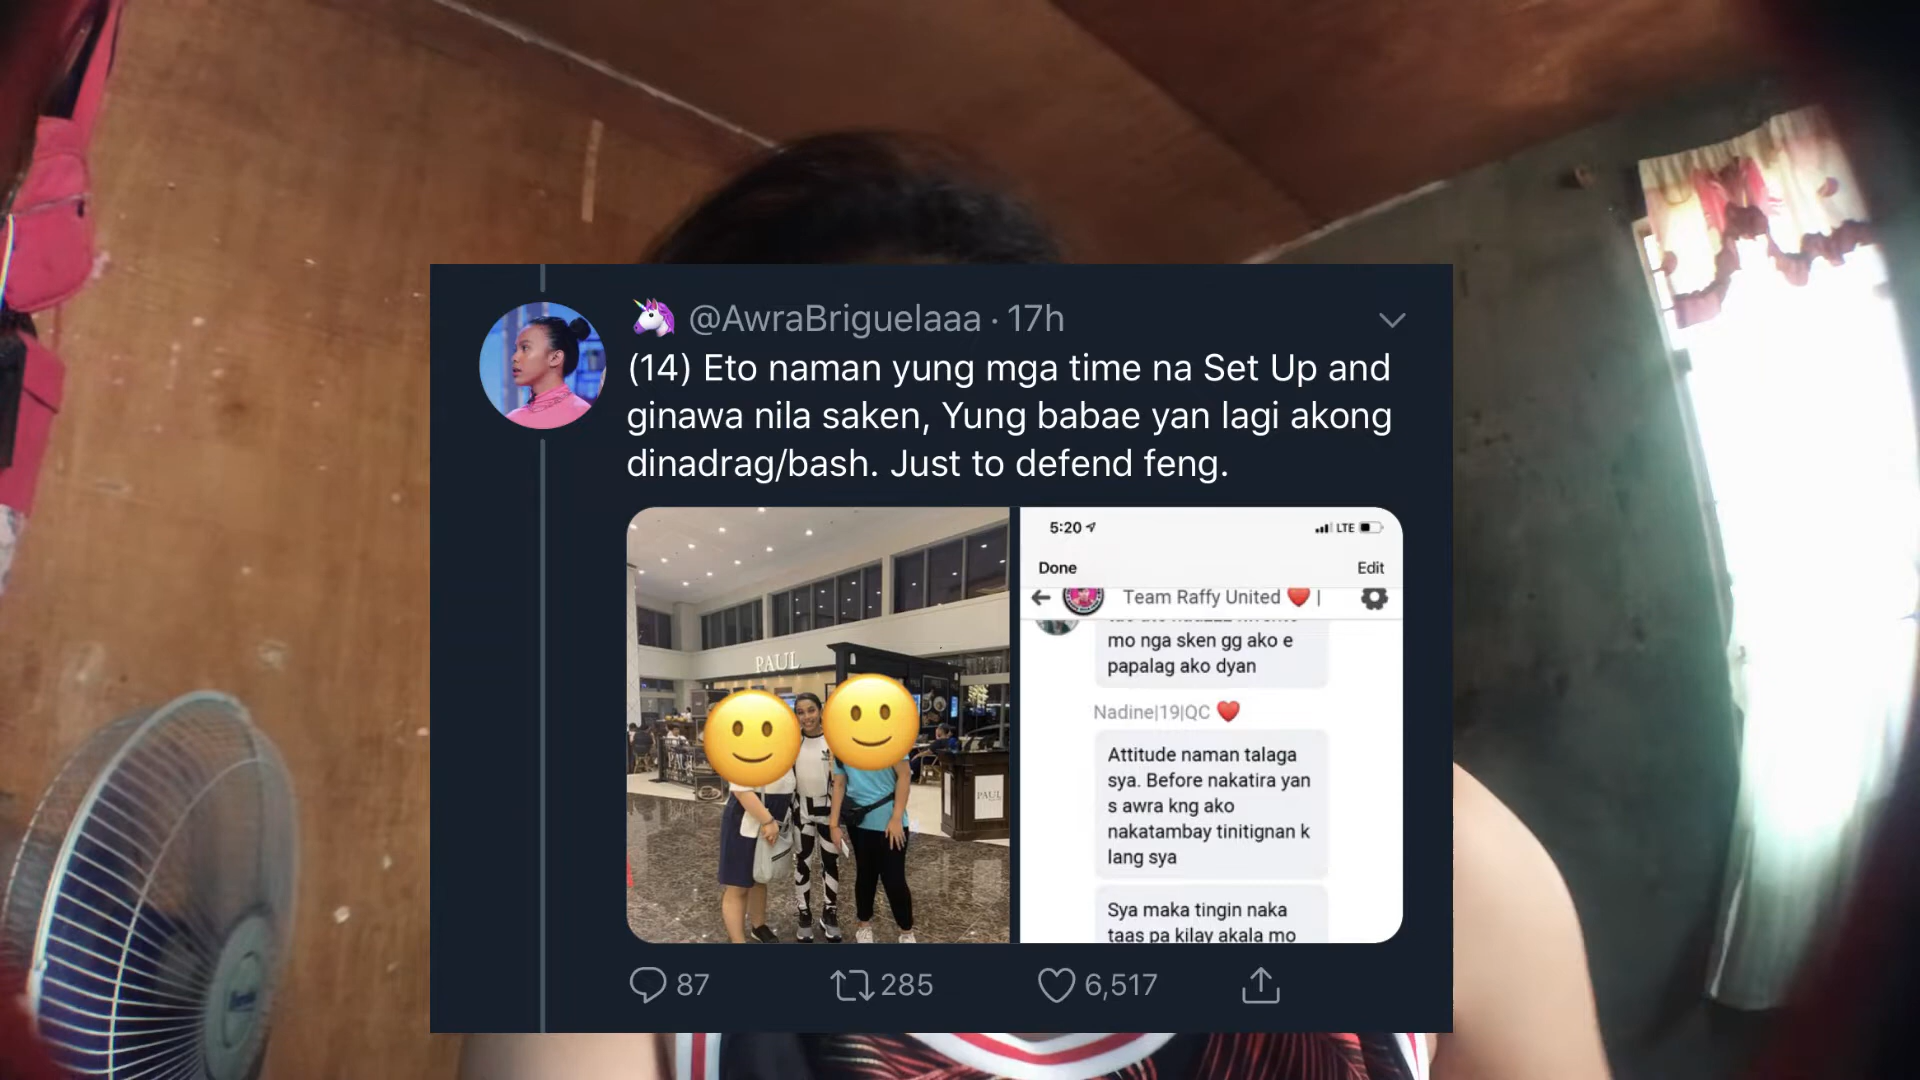 @AwraBriguelaaa · 17h
(14) Eto naman yung mga time na Set Up and
ginawa nila saken, Yung babae yan lagi akong
dinadrag/bash. Just to defend feng.
PAUL
PAUL
PAUL
5:20
LTE
Done
Edit
Team Raffy United ❤️ |
mo nga sken gg ako e
papalag ako dyan
Nadine|19|QC ❤️
Attitude naman talaga
sya. Before nakatira yan
s awra kng ako
nakatambay tinitignan k
lang sya
Sya maka tingin naka
taas pa kilay akala mo
87
285
6,517